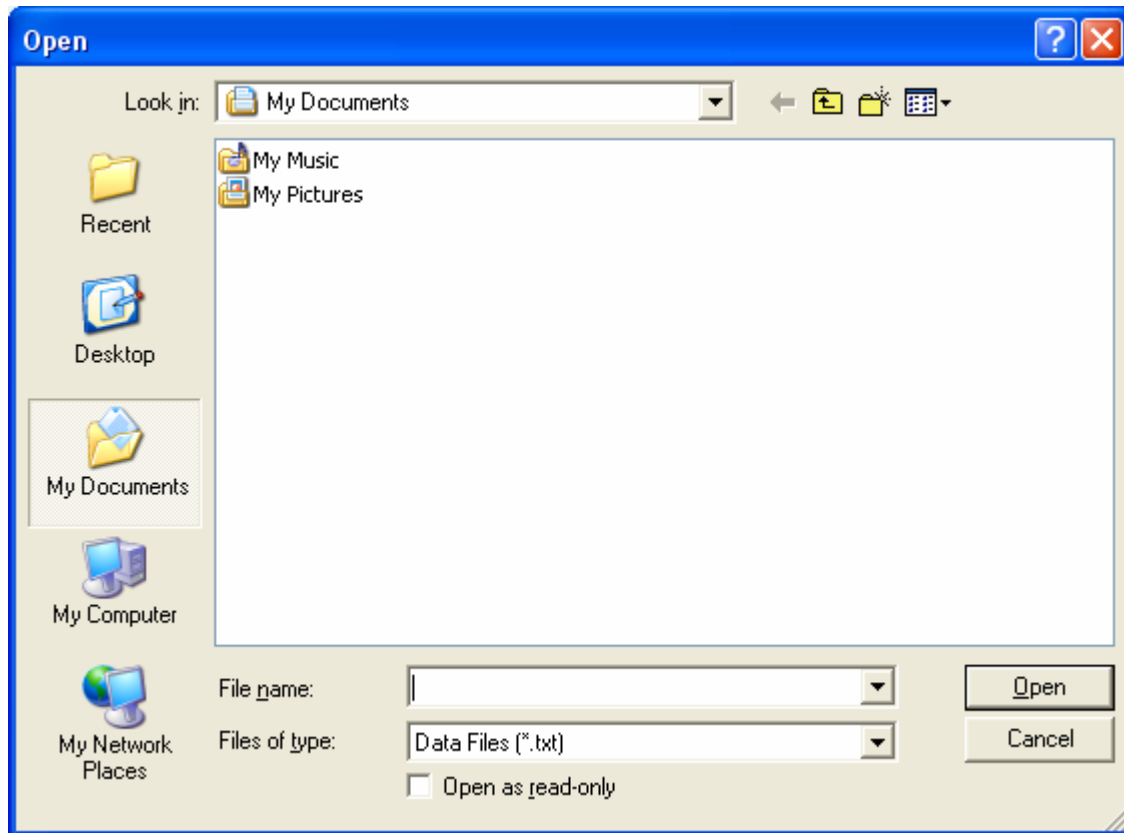 Open
Look in: My Documents
My Music
My Pictures
Recent
Desktop
My Documents
My Computer
My Network
Places
File name:
Open
Files of type: Data Files (*.txt)
Cancel
Open as read-only